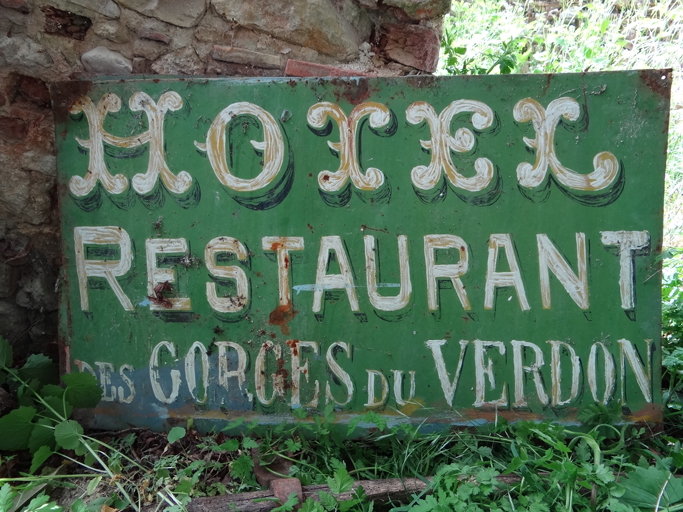 HOTEL
RESTAURANT
DES GORGES DU VERDON